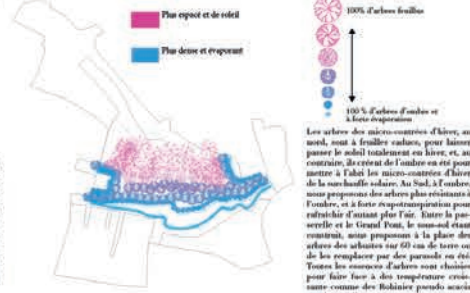 Plus espacé et de soleil
Plus dense et évaporant
100% d'arbres feuillus
100 % d'arbres d'ombre et
à forte évaporation
Les arbres des micro-contrées d'hiver, au
nord, sont à feuiller caduce, pour laisser
passer le soleil totalement en hiver, et, au
contraire, ils créent de l'ombre en été pour
mettre à l'abri les micro-contrées d'hiver
de la surchauffe solaire. Au Sud, à l'ombre,
nous proposons des arbres plus résistants à
l'ombre, et à forte évapotranspiration pour
rafraîchir d'autant plus l'air. Entre la pas-
serelle et le Grand Pont, le sous-sol étant
construit, nous proposons à la place des
arbres des arbustes sur 60 cm de terre ou
de les remplacer par des parasols en été.
Toutes les essences d'arbres sont choisies
pour faire face à des température crois-
sante comme des Robinier pseudo acacia